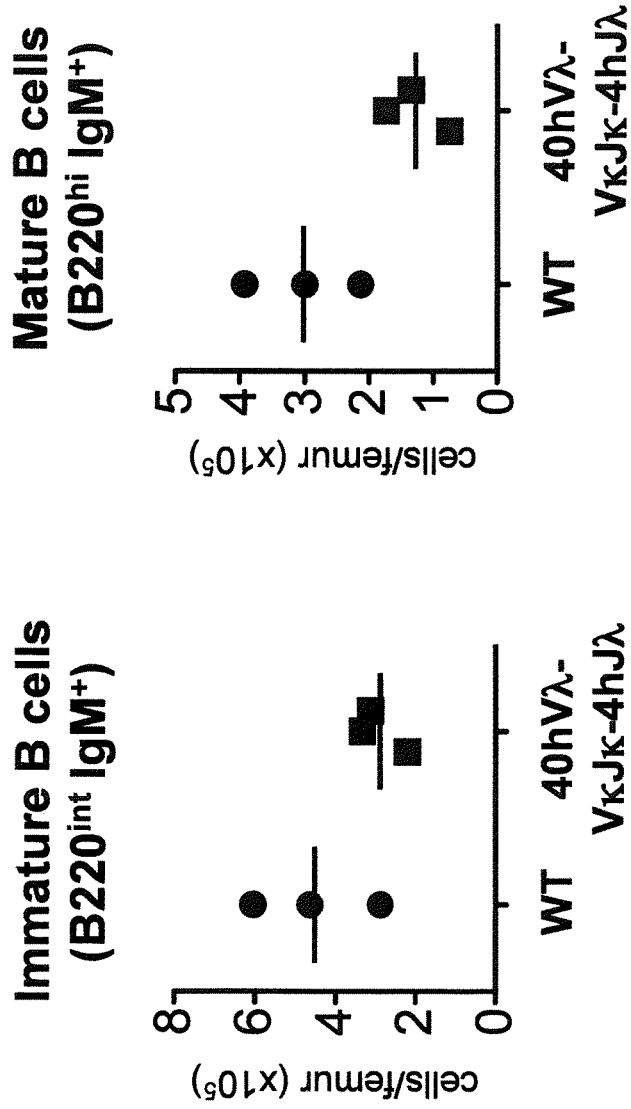 Immature B cells
(B220ⁱⁿᵗ IgM⁺)
cells/femur (x10⁵)
8
6
4
2
0
WT
40hVλ-
VκJκ-4hJλ
Mature B cells
(B220ʰⁱ IgM⁺)
cells/femur (x10⁵)
5
4
3
2
1
0
WT
40hVλ-
VκJκ-4hJλ